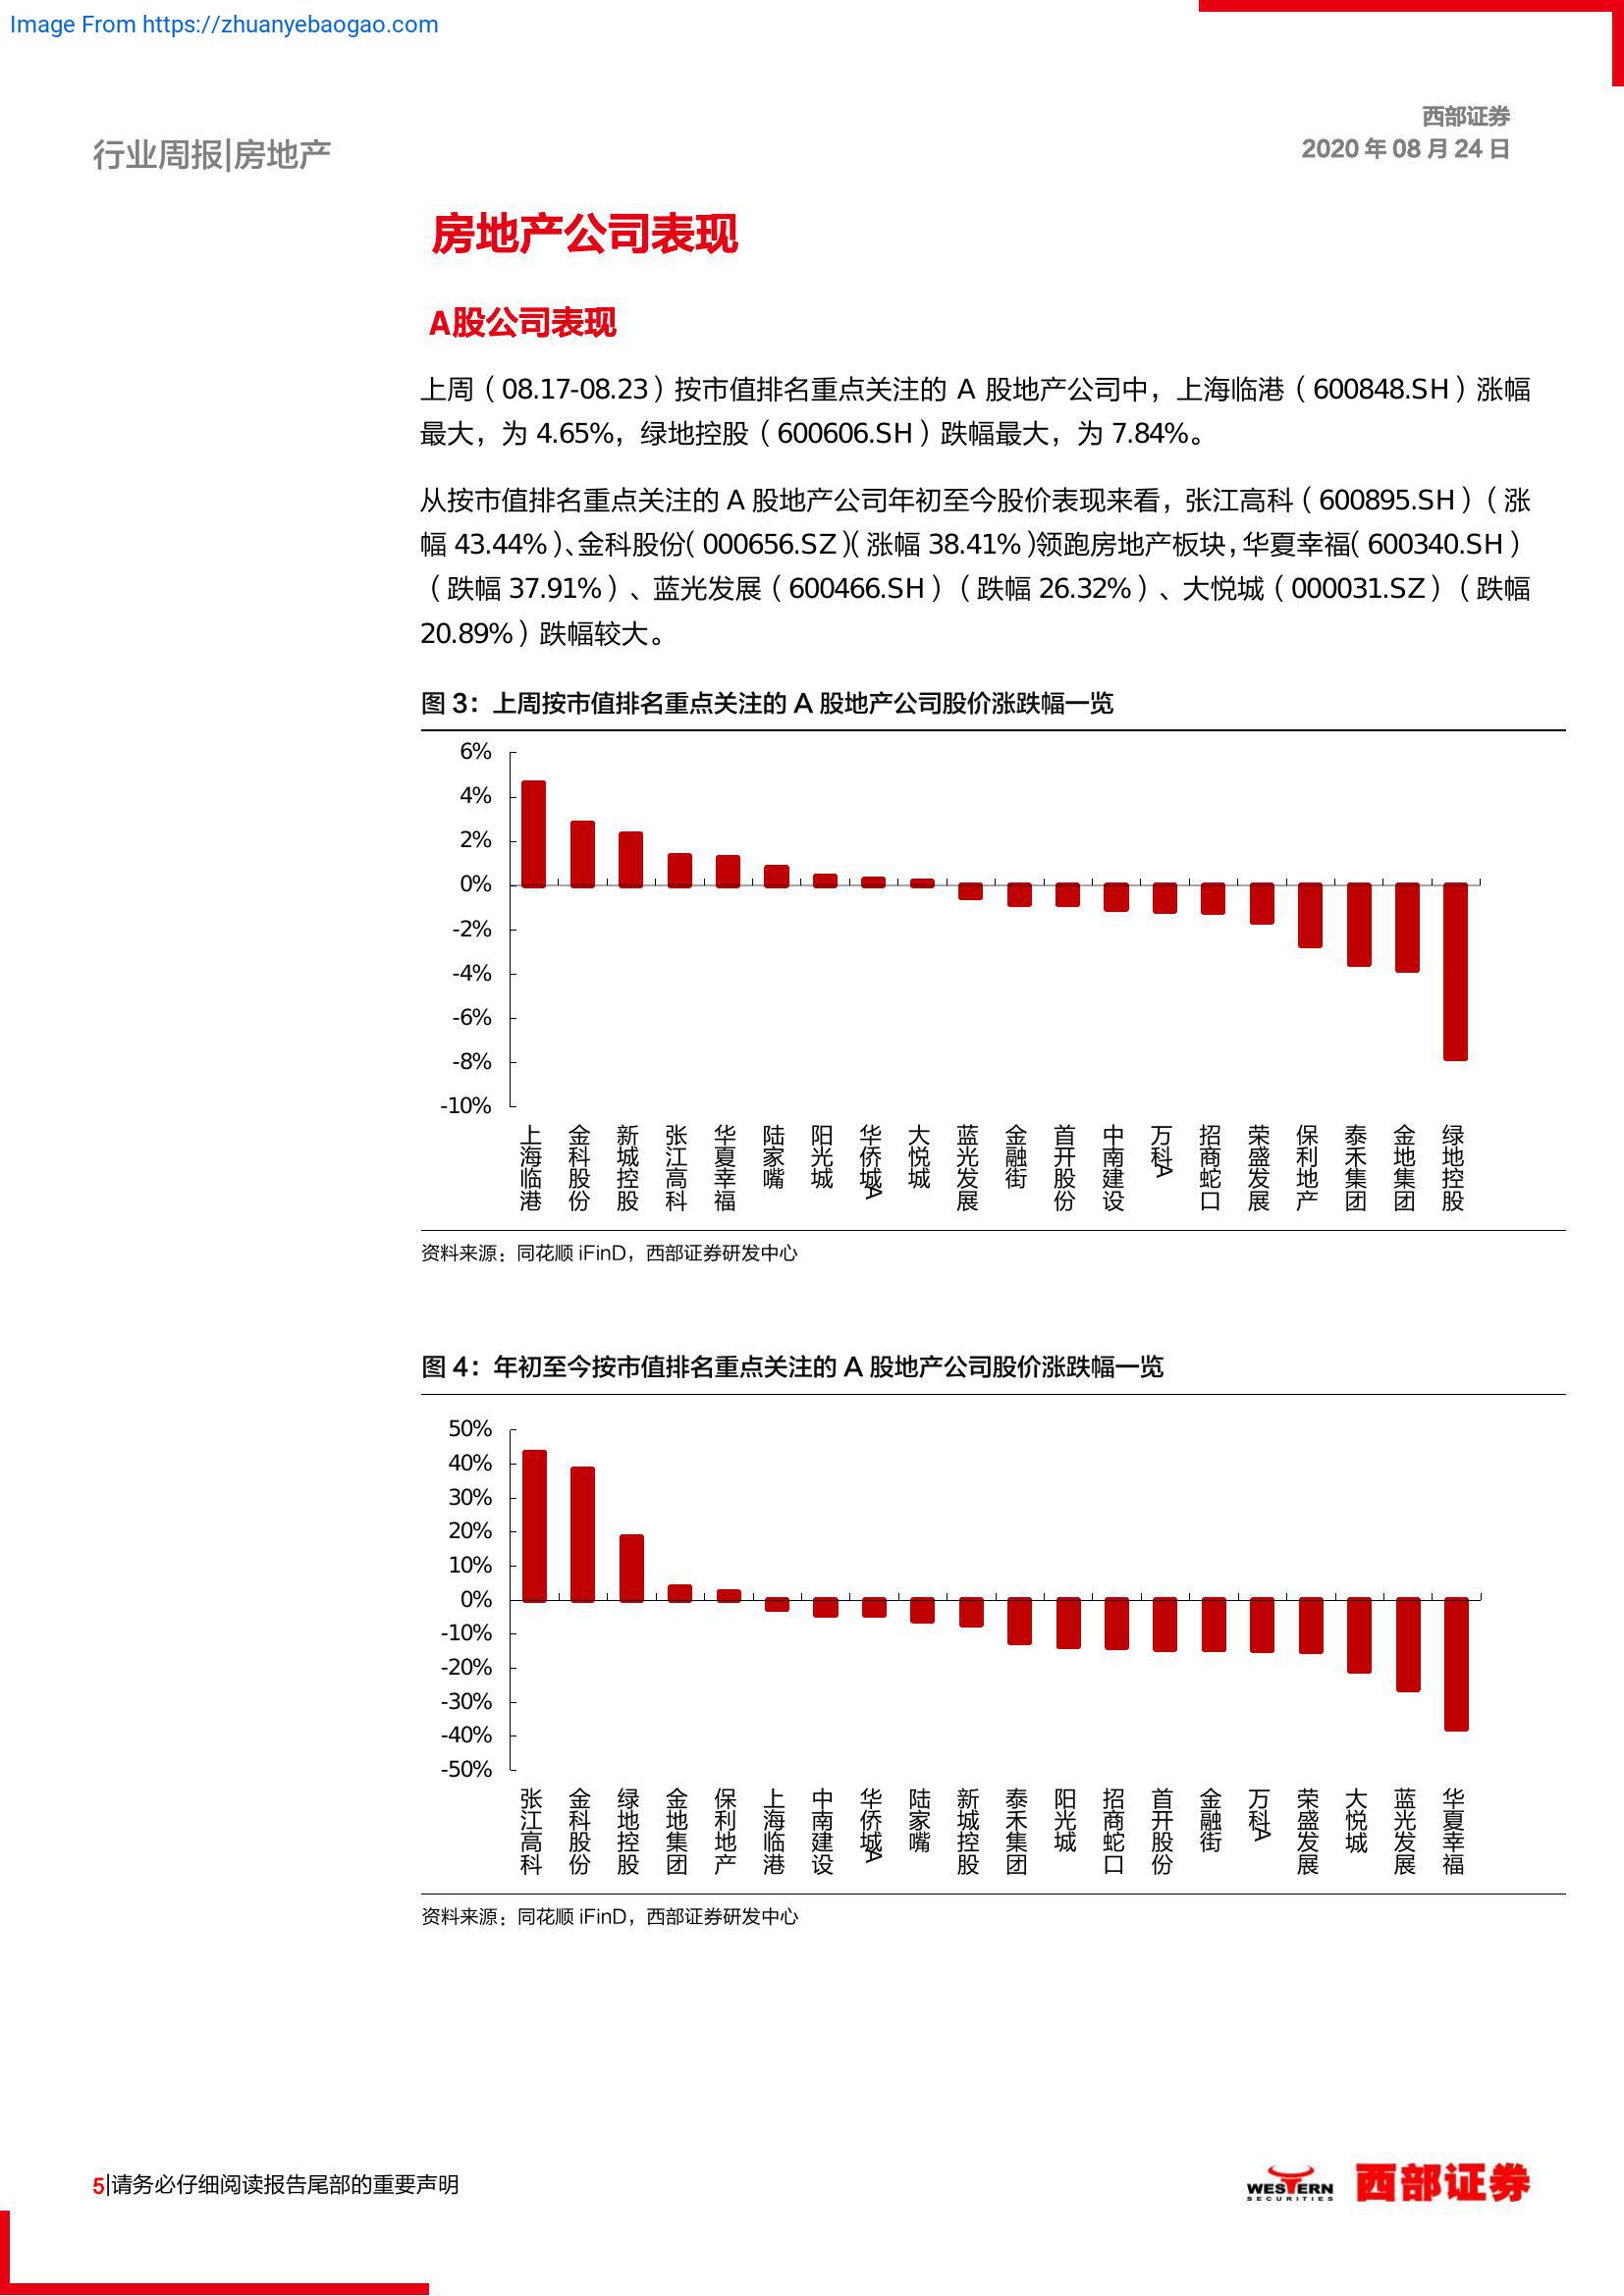 Image From https://zhuanyebaogao.com
西部证券
行业周报|房地产
2020 年 08 月 24 日
房地产公司表现
A股公司表现
上周（08.17-08.23）按市值排名重点关注的 A 股地产公司中，上海临港（600848.SH）涨幅
最大，为 4.65%，绿地控股（600606.SH）跌幅最大，为 7.84%。
从按市值排名重点关注的 A 股地产公司年初至今股价表现来看，张江高科（600895.SH）（涨
幅 43.44%）、金科股份（000656.SZ）（涨幅 38.41%）领跑房地产板块，华夏幸福（600340.SH）
（跌幅 37.91%）、蓝光发展（600466.SH）（跌幅 26.32%）、大悦城（000031.SZ）（跌幅
20.89%）跌幅较大。
图 3：上周按市值排名重点关注的 A 股地产公司股价涨跌幅一览
6%
4%
2%
0%
-2%
-4%
-6%
-8%
-10%
上海临港
金科股份
新城控股
张江高科
华夏幸福
陆家嘴
阳光城
华侨城A
大悦城
蓝光发展
金融街
首开股份
中南建设
万科A
招商蛇口
荣盛发展
保利地产
泰禾集团
金地集团
绿地控股
资料来源：同花顺 iFinD，西部证券研发中心
图 4：年初至今按市值排名重点关注的 A 股地产公司股价涨跌幅一览
50%
40%
30%
20%
10%
0%
-10%
-20%
-30%
-40%
-50%
张江高科
金科股份
绿地控股
金地集团
保利地产
上海临港
中南建设
华侨城A
陆家嘴
新城控股
泰禾集团
阳光城
招商蛇口
首开股份
金融街
万科A
荣盛发展
大悦城
蓝光发展
华夏幸福
资料来源：同花顺 iFinD，西部证券研发中心
5|请务必仔细阅读报告尾部的重要声明
WESTERN
SECURITIES
西部证券